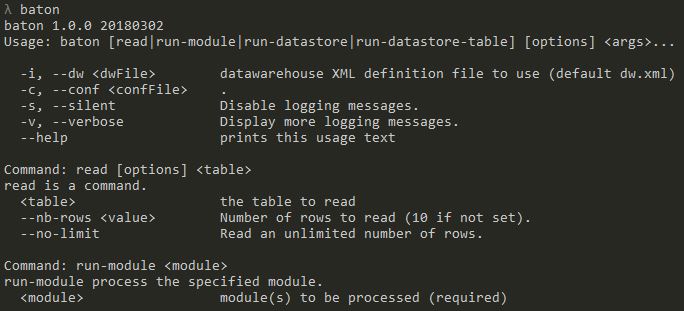 λ baton
baton 1.0.0 20180302
Usage: baton [read|run-module|run-datastore|run-datastore-table] [options] <args>...

  -i, --dw <dwFile>        datawarehouse XML definition file to use (default dw.xml)
  -c, --conf <confFile>    .
  -s, --silent             Disable logging messages.
  -v, --verbose            Display more logging messages.
  --help                   prints this usage text

Command: read [options] <table>
read is a command.
  <table>                  the table to read
  --nb-rows <value>        Number of rows to read (10 if not set).
  --no-limit               Read an unlimited number of rows.

Command: run-module <module>
run-module process the specified module.
  <module>                 module(s) to be processed (required)